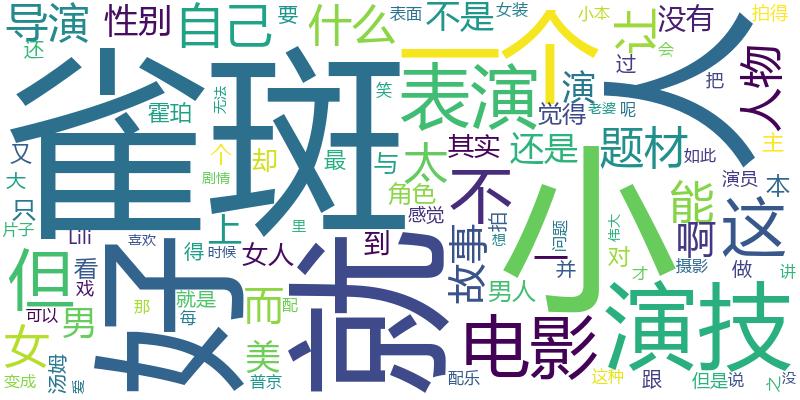 导演
性别
自己
什么
一个
不是
女装
小本
让
没有
拍得
表面
要
还
会
雀斑
人
霍珀
无法
笑
表演
演
过
把
人物
觉得
老婆
呢
又
个
却
最
与
太
其实
还是
题材
如此
主
大
剧情
只
角色
不
能
演员
本
片子
Lili
喜欢
上
里
感觉
小
啊
这
故事
拍
问题
伟大
但
好
得
时候
女人
到
一
并
对
才
摄影
做
讲
看
戏
就是
而
就
男人
可以
那
每
配
男
美
电影
演技
女
汤姆
爱
变成
普京
配乐
这种
跟
但是
说
之
没